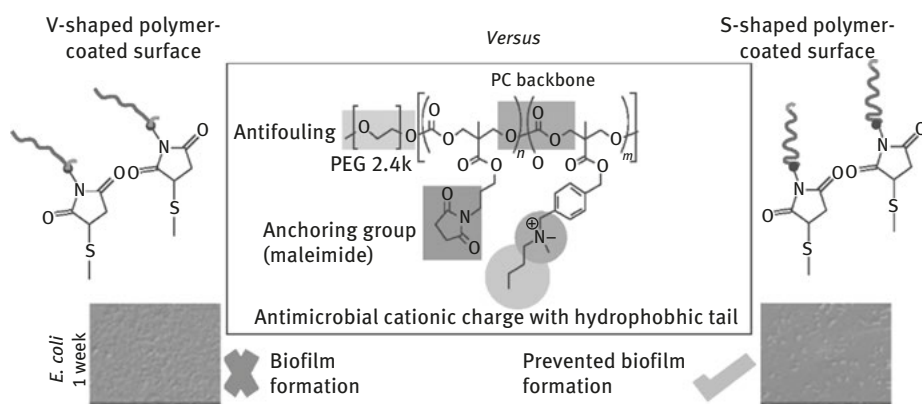 V-shaped polymer-
coated surface
Versus
S-shaped polymer-
coated surface
PC backbone
Antifouling
PEG 2.4k
O
O
O
O
O
O
O
O
O
O
O
n
m
Anchoring group
(maleimide)
O
N
O
⊕
N
Antimicrobial cationic charge with hydrophobhic tail
O
N
O
S
O
N
O
S
O
N
O
S
O
N
O
S
E. coli
1 week
Biofilm
formation
Prevented biofilm
formation